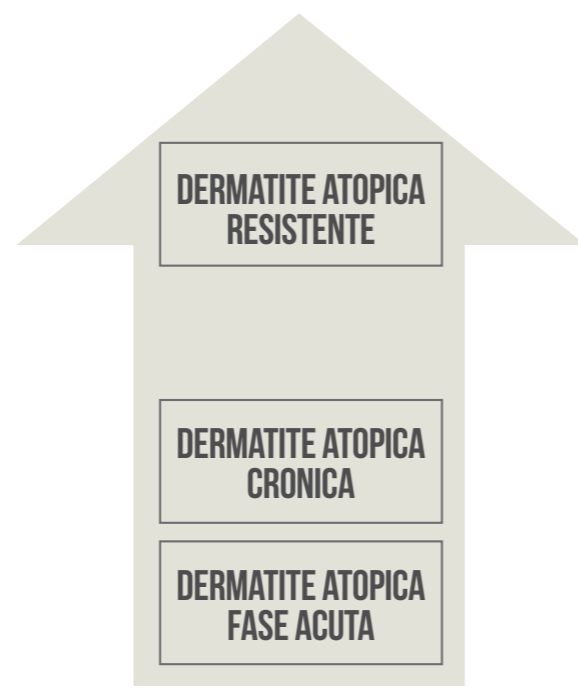 DERMATITE ATOPICA
RESISTENTE
DERMATITE ATOPICA
CRONICA
DERMATITE ATOPICA
FASE ACUTA